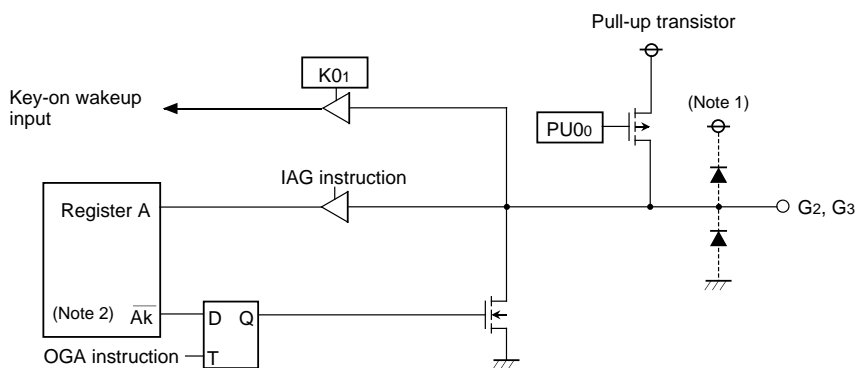 Pull-up transistor
K01
Key-on wakeup
input
(Note 1)
PU00
IAG instruction
Register A
G2, G3
(Note 2) A̅k̅
D Q
OGA instruction
T